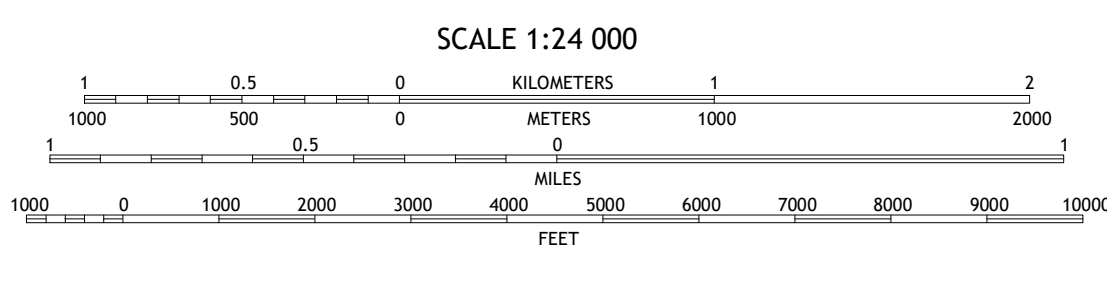 SCALE 1:24 000
1 0.5 0 KILOMETERS 1 2
1000 500 0 METERS 1000 2000
1 0.5 0 1
MILES
1000 0 1000 2000 3000 4000 5000 6000 7000 8000 9000 10000
FEET